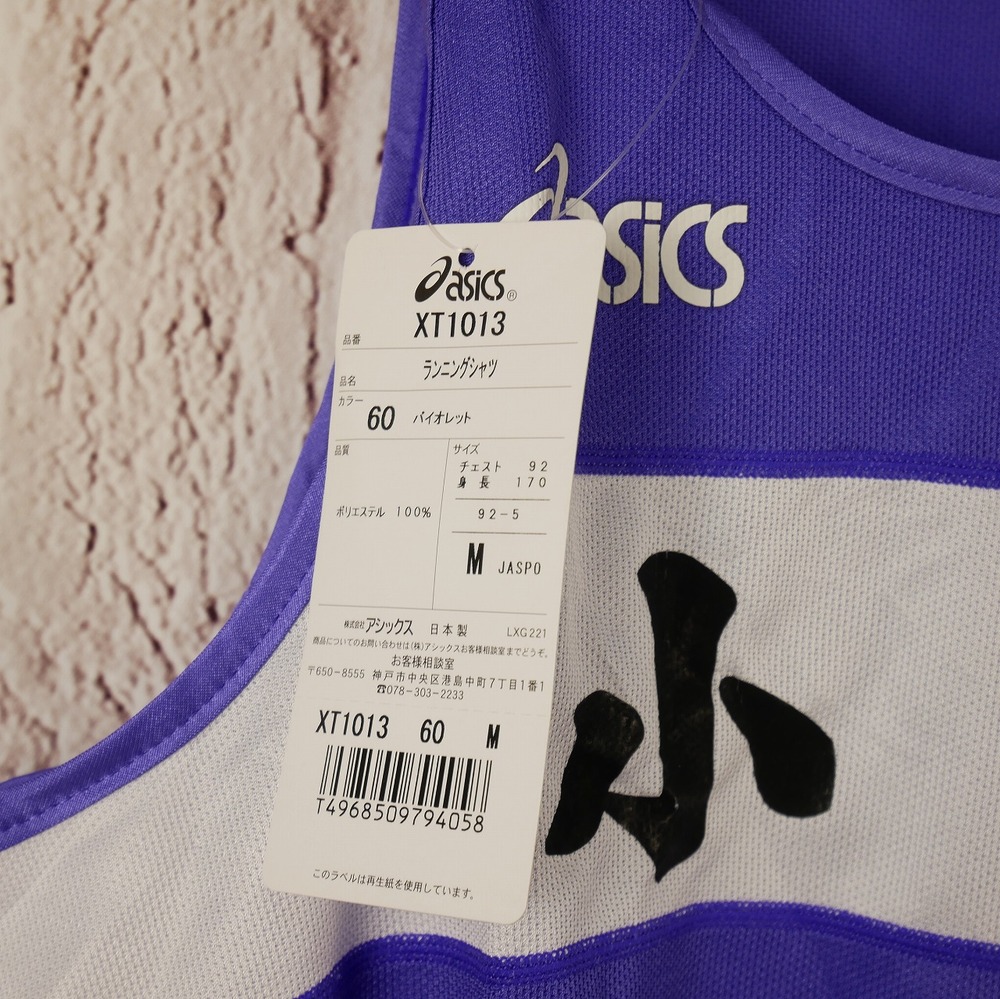 asics
asics®
品番 XT1013
品名 ランニングシャツ
カラー 60 バイオレット
品質
ポリエステル 100%
サイズ
チェスト 92
身長 170
92-5
M JASPO
株式会社アシックス 日本製 LXG221
商品についてのお問い合わせは(株)アシックスお客様相談室までどうぞ。
お客様相談室
〒650-8555 神戸市中央区港島中町7丁目1番1
☎078-303-2233
XT1013 60 M
T4968509794058
このラベルは再生紙を使用しています。
小